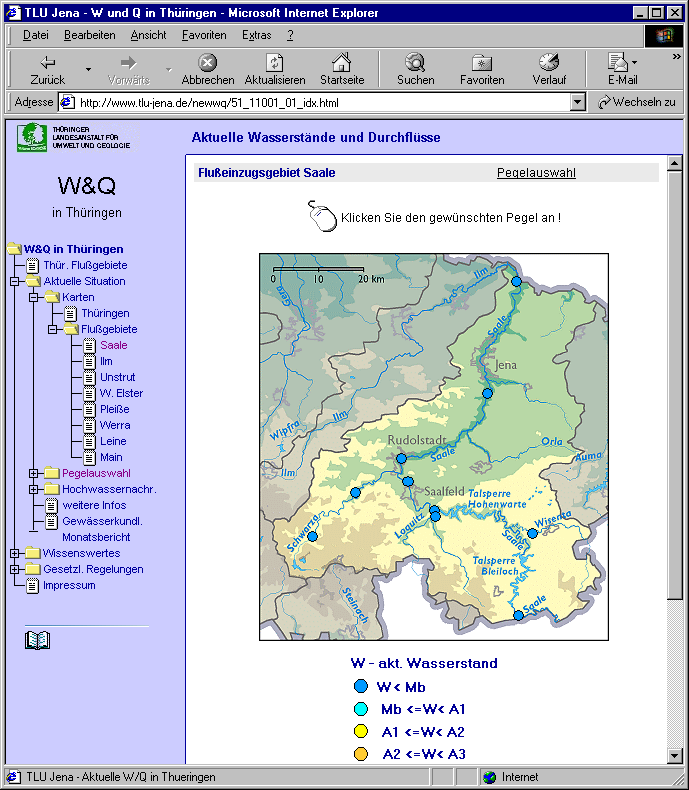 TLU Jena - W und Q in Thüringen - Microsoft Internet Explorer
Datei Bearbeiten Ansicht Favoriten Extras ?
Zurück Vorwärts Abbrechen Aktualisieren Startseite Suchen Favoriten Verlauf E-Mail »
Adresse http://www.tlu-jena.de/newwq/51_11001_01_idx.html Wechseln zu
THÜRINGER
LANDESANSTALT FÜR
UMWELT UND GEOLOGIE
W&Q
in Thüringen
W&Q in Thüringen
Thür. Flußgebiete
Aktuelle Situation
Karten
Thüringen
Flußgebiete
Saale
Ilm
Unstrut
W. Elster
Pleiße
Werra
Leine
Main
Pegelauswahl
Hochwassernachr.
weitere Infos
Gewässerkundl.
Monatsbericht
Wissenswertes
Gesetzl. Regelungen
Impressum
Aktuelle Wasserstände und Durchflüsse
Flußeinzugsgebiet Saale Pegelauswahl
Klicken Sie den gewünschten Pegel an !
0 10 20 km
Ilm
Gera
Saale
Jena
Ilm
Wipfra
Rudolstadt
Saale
Orla
Ilm
Auma
Saalfeld
Talsperre
Hohenwarte
Schwarza
Loquitz
Wisenta
Saale
Talsperre
Bleiloch
Steinach
Saale
W - akt. Wasserstand
W < Mb
Mb <=W< A1
A1 <=W< A2
A2 <=W< A3
TLU Jena - Aktuelle W/Q in Thueringen Internet